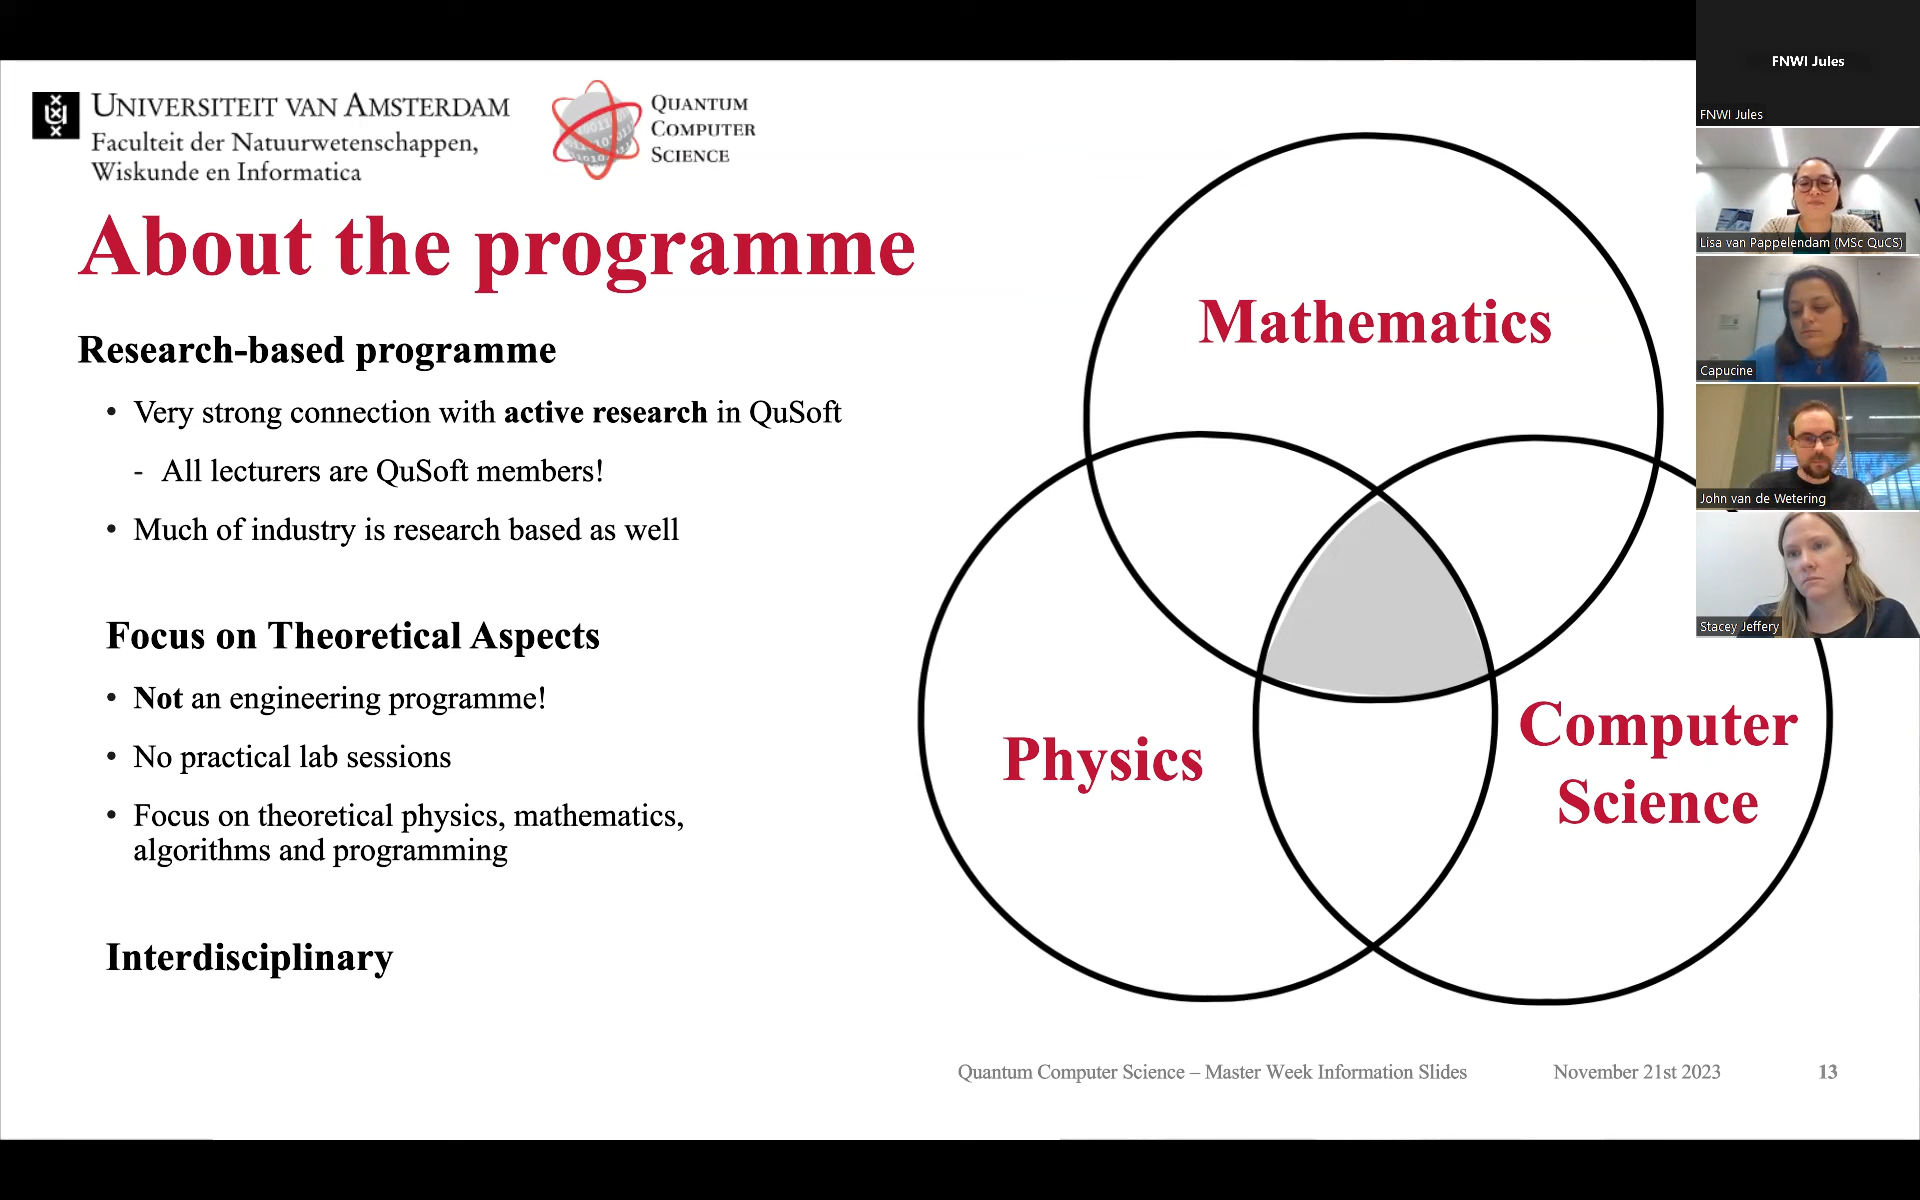 UNIVERSITEIT VAN AMSTERDAM
Faculteit der Natuurwetenschappen,
Wiskunde en Informatica
QUANTUM
COMPUTER
SCIENCE
About the programme
Research-based programme
• Very strong connection with active research in QuSoft
- All lecturers are QuSoft members!
• Much of industry is research based as well
Focus on Theoretical Aspects
• Not an engineering programme!
• No practical lab sessions
• Focus on theoretical physics, mathematics,
algorithms and programming
Interdisciplinary
Mathematics
Physics
Computer
Science
Quantum Computer Science – Master Week Information Slides
November 21st 2023
13
FNWI Jules
FNWI Jules
Lisa van Pappelendam (MSc QuCS)
Capucine
John van de Wetering
Stacey Jeffery